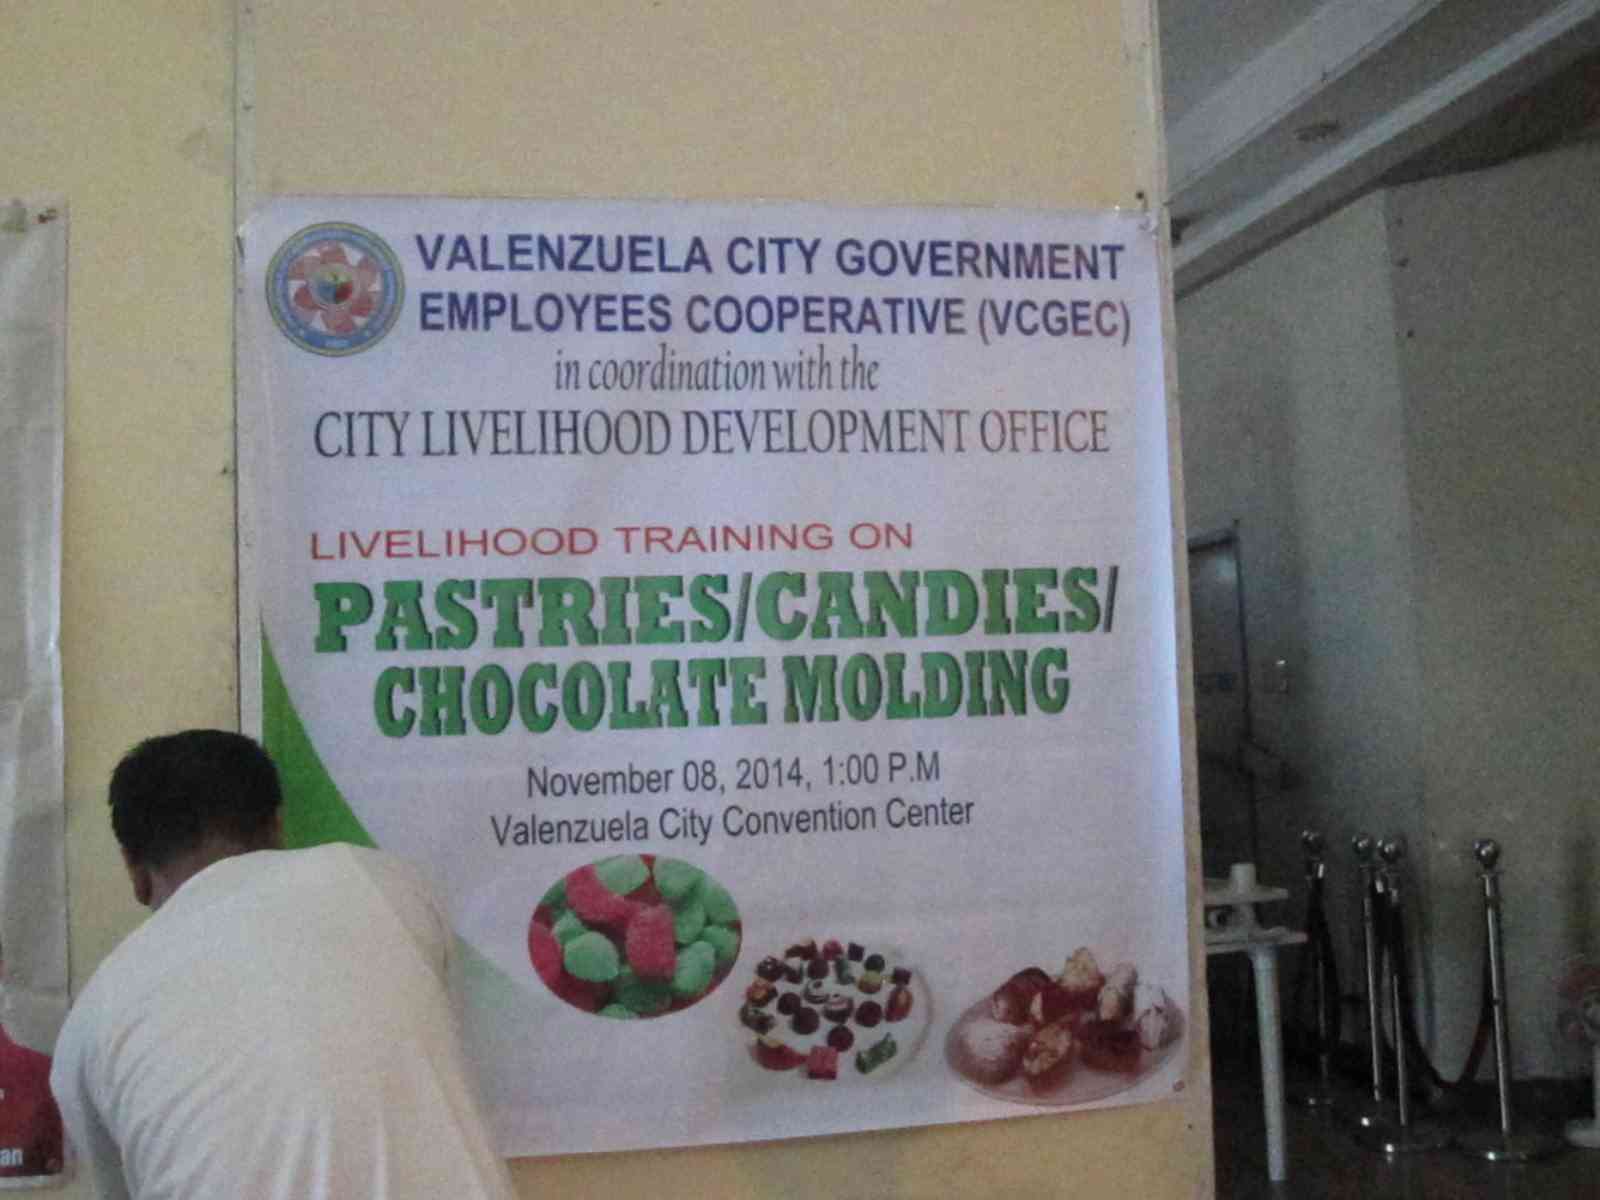 VALENZUELA CITY GOVERNMENT
EMPLOYEES COOPERATIVE (VCGEC)
in coordination with the
CITY LIVELIHOOD DEVELOPMENT OFFICE
LIVELIHOOD TRAINING ON
PASTRIES/CANDIES/
CHOCOLATE MOLDING
November 08, 2014, 1:00 P.M
Valenzuela City Convention Center
an